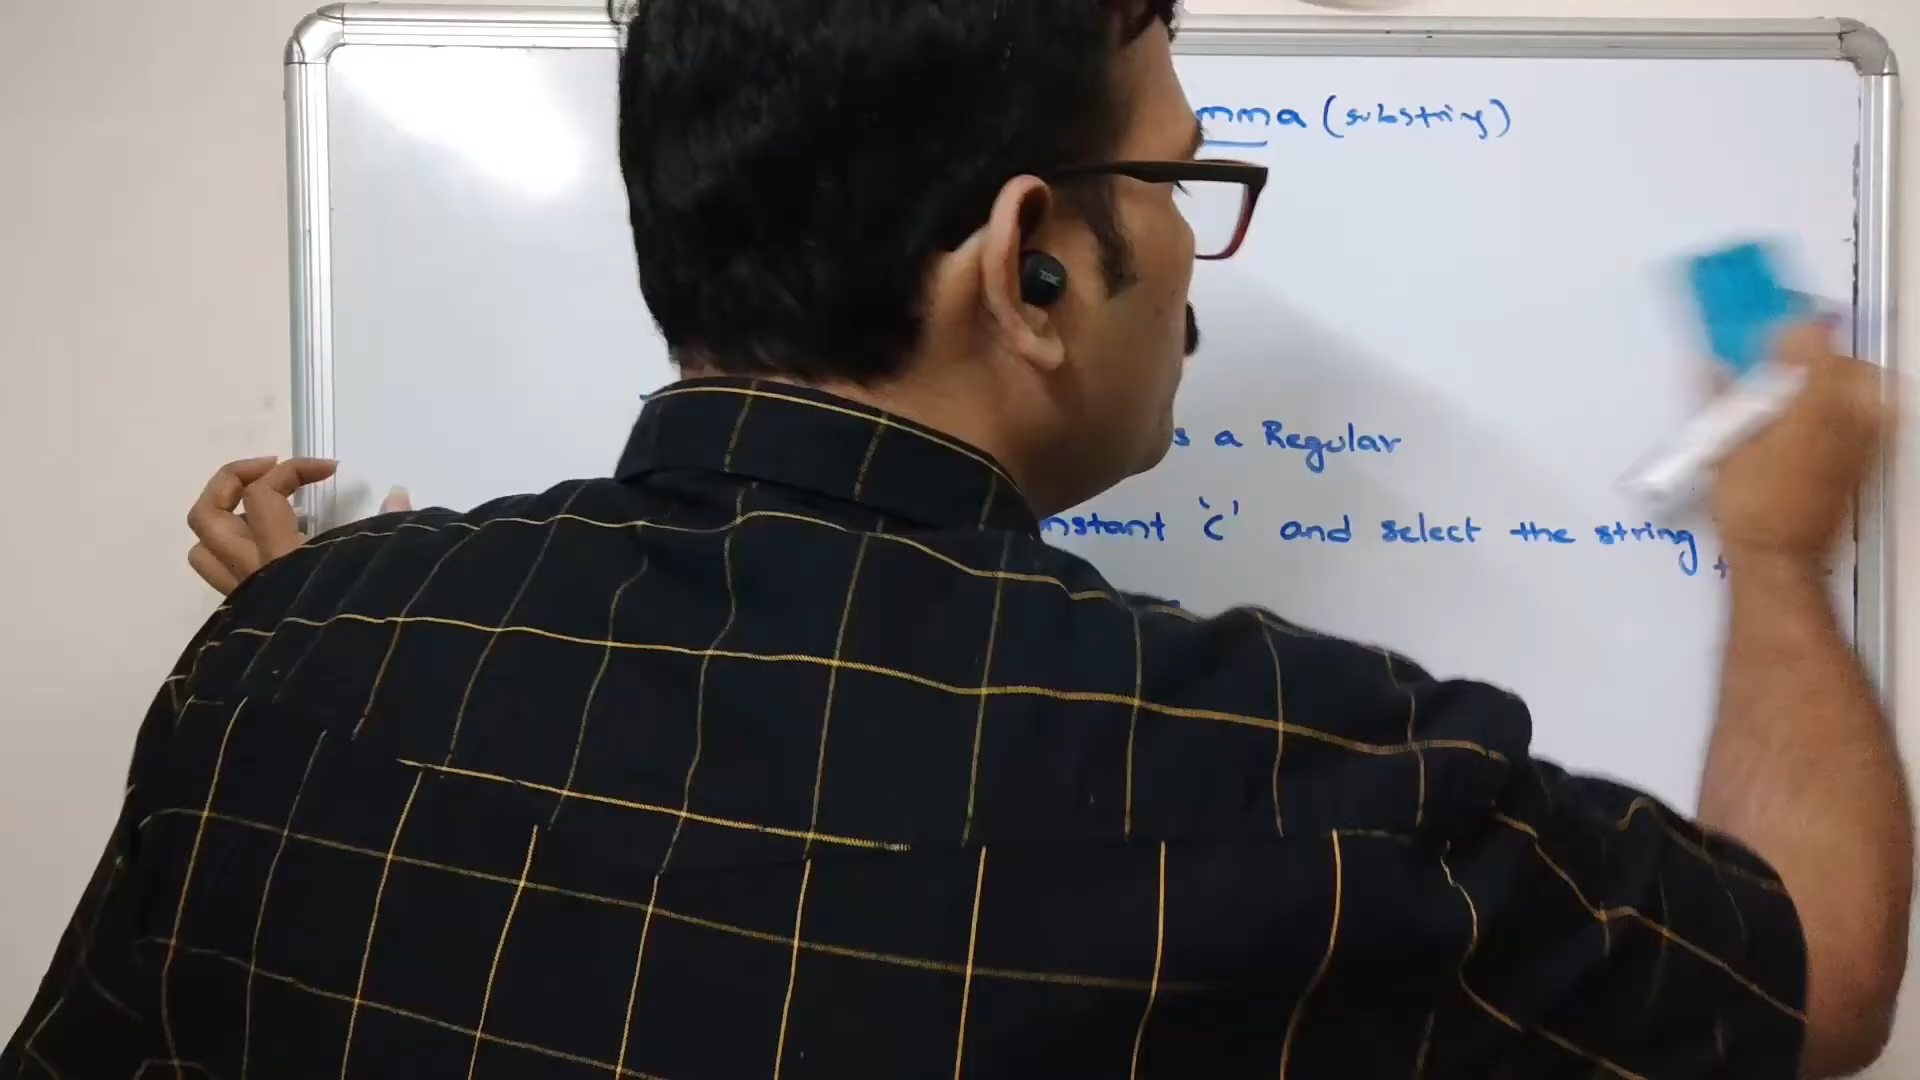 mma (substring)
s a Regular
nstant 'c' and select the string